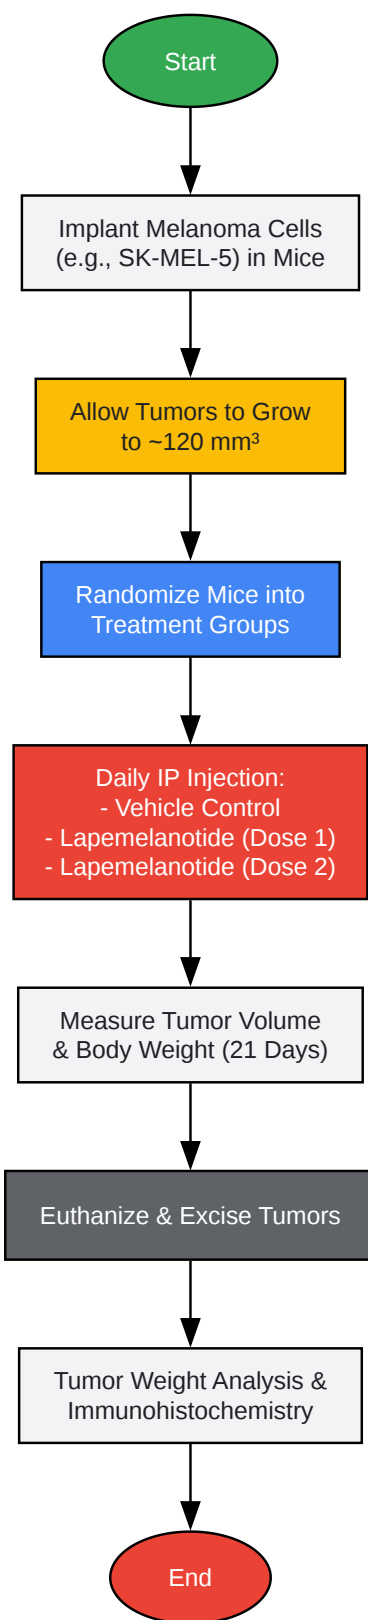 Start
Implant Melanoma Cells
(e.g., SK-MEL-5) in Mice
Allow Tumors to Grow
to ~120 mm³
Randomize Mice into
Treatment Groups
Daily IP Injection:
- Vehicle Control
- Lapemelanotide (Dose 1)
- Lapemelanotide (Dose 2)
Measure Tumor Volume
& Body Weight (21 Days)
Euthanize & Excise Tumors
Tumor Weight Analysis &
Immunohistochemistry
End